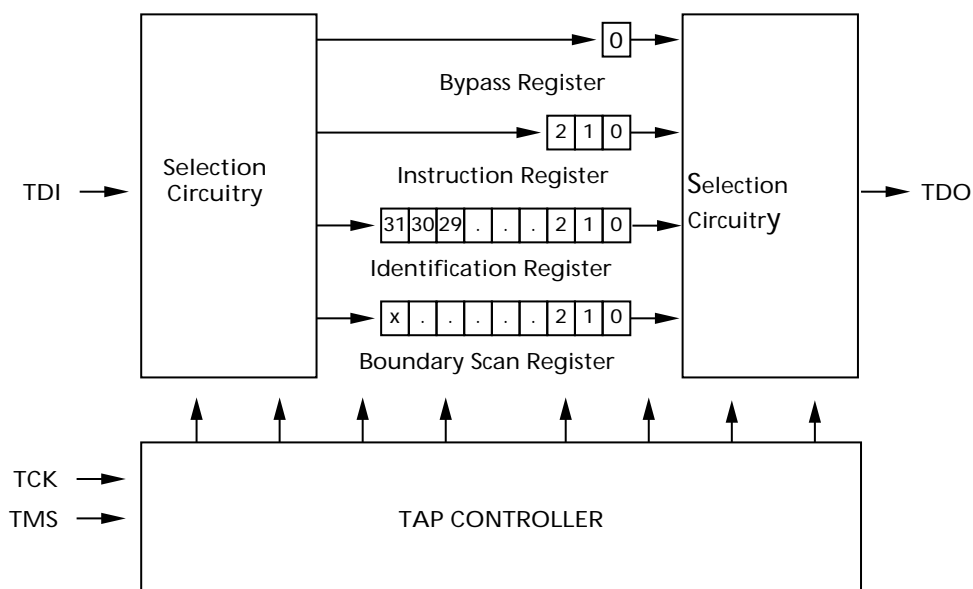 0
Bypass Register
2 1 0
Selection
Circuitry
Instruction Register
Selection
Circuitry
TDI
TDO
31 30 29 . . . 2 1 0
Identification Register
x . . . . . 2 1 0
Boundary Scan Register
TCK
TMS
TAP CONTROLLER